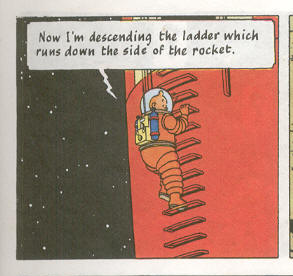 Now I'm descending the ladder which
runs down the side of the rocket.